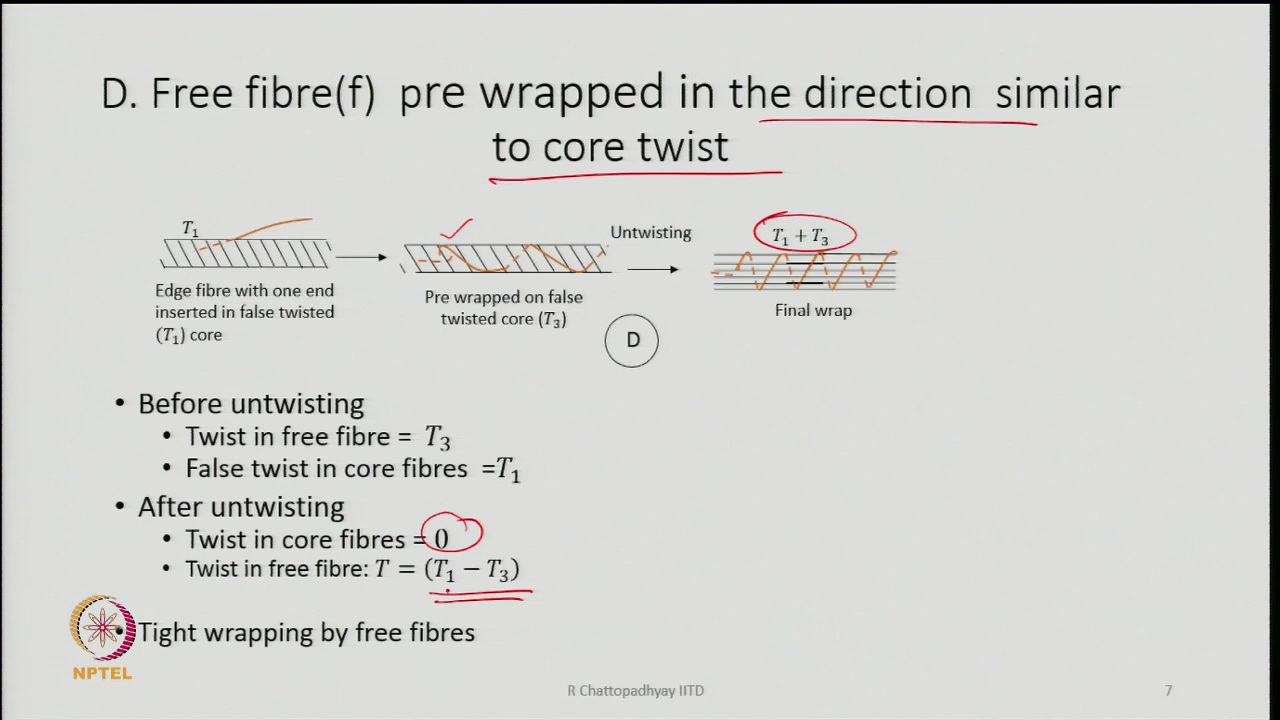 D. Free fibre(f) pre wrapped in the direction similar
to core twist
T₁
Untwisting
T₁ + T₃
Edge fibre with one end
inserted in false twisted
(T₁) core
Pre wrapped on false
twisted core (T₃)
Final wrap
D
• Before untwisting
• Twist in free fibre = T₃
• False twist in core fibres =T₁
• After untwisting
• Twist in core fibres = 0
• Twist in free fibre: T = (T₁ − T₃)
• Tight wrapping by free fibres
NPTEL
R Chattopadhyay IITD
7